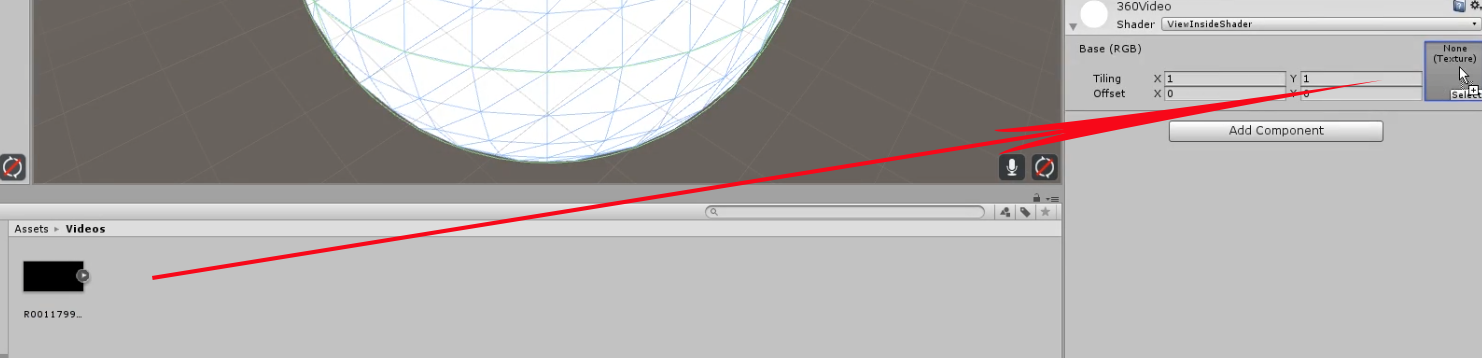 360Video
Shader ViewInsideShader
Base (RGB)
None
(Texture)
Tiling X 1 Y 1
Offset X 0 Y 0
Select
Add Component
Assets Videos
R0011799...